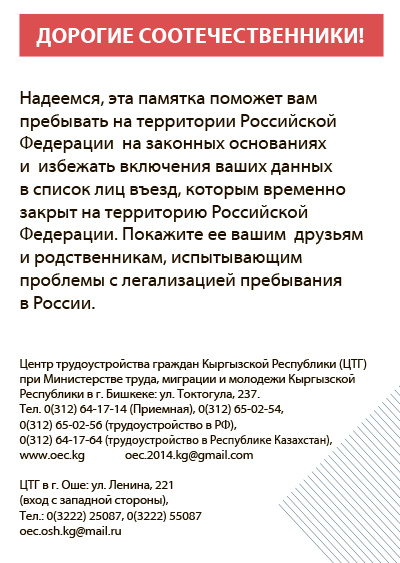 ДОРОГИЕ СООТЕЧЕСТВЕННИКИ!
Надеемся, эта памятка поможет вам
пребывать на территории Российской
Федерации на законных основаниях
и избежать включения ваших данных
в список лиц въезд, которым временно
закрыт на территорию Российской
Федерации. Покажите ее вашим друзьям
и родственникам, испытывающим
проблемы с легализацией пребывания
в России.
Центр трудоустройства граждан Кыргызской Республики (ЦТГ)
при Министерстве труда, миграции и молодежи Кыргызской
Республики в г. Бишкеке: ул. Токтогула, 237.
Тел. 0(312) 64-17-14 (Приемная), 0(312) 65-02-54,
0(312) 65-02-56 (трудоустройство в РФ),
0(312) 64-17-64 (трудоустройство в Республике Казахстан),
www.oec.kg oec.2014.kg@gmail.com
ЦТГ в г. Оше: ул. Ленина, 221
(вход с западной стороны),
Тел.: 0(3222) 25087, 0(3222) 55087
oec.osh.kg@mail.ru